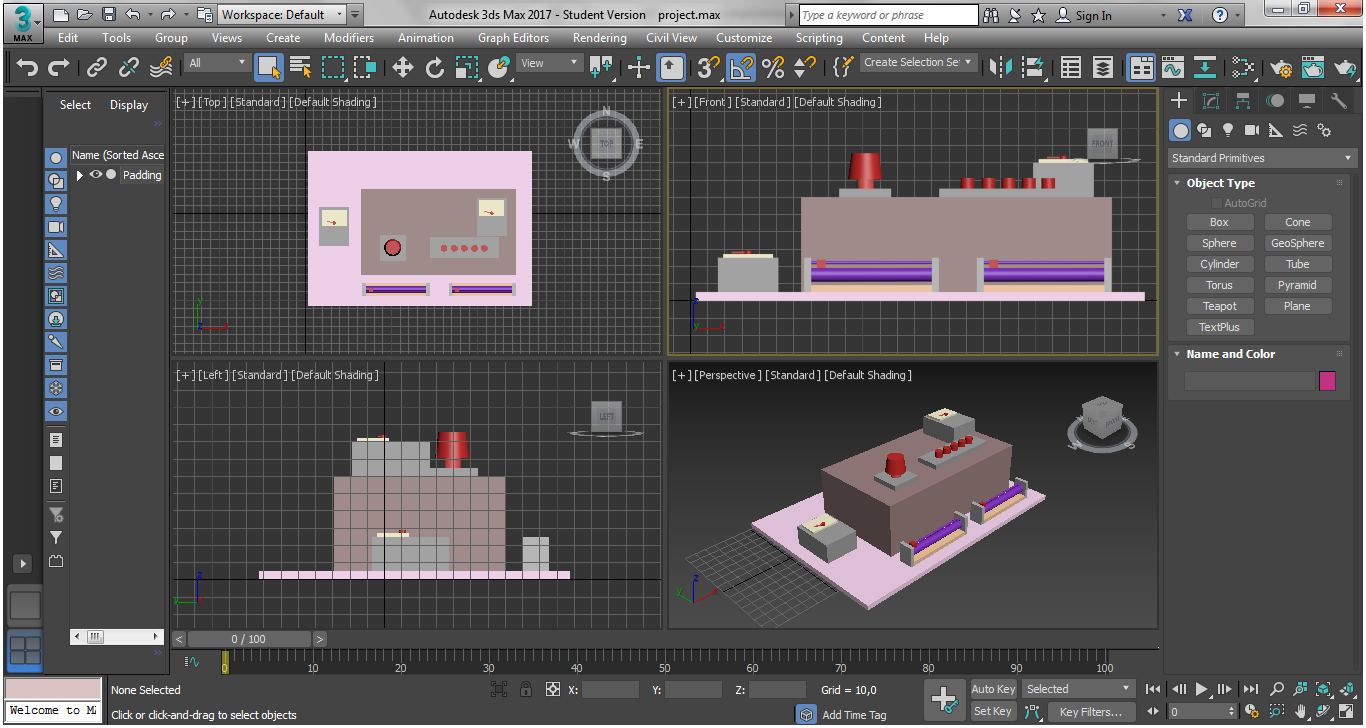 3
MAX
Workspace: Default
Autodesk 3ds Max 2017 - Student Version project.max
Type a keyword or phrase
Sign In
Edit Tools Group Views Create Modifiers Animation Graph Editors Rendering Civil View Customize Scripting Content Help
All
View
3
Create Selection Set
Select Display
Name (Sorted Asce
Padding
[+] [Top] [Standard] [Default Shading]
N
W TOP E
S
y
z x
[+] [Front] [Standard] [Default Shading]
FRONT
[+] [Left] [Standard] [Default Shading]
LEFT
z
y
[+] [Perspective] [Standard] [Default Shading]
z
y x
Standard Primitives
Object Type
AutoGrid
Box Cone
Sphere GeoSphere
Cylinder Tube
Torus Pyramid
Teapot Plane
TextPlus
Name and Color
< 0 / 100 >
0 10 20 30 40 50 60 70 80 90 100
None Selected
X: Y: Z: Grid = 10,0
Auto Key Selected
Welcome to MA
Click or click-and-drag to select objects
Add Time Tag
Set Key Key Filters...
0